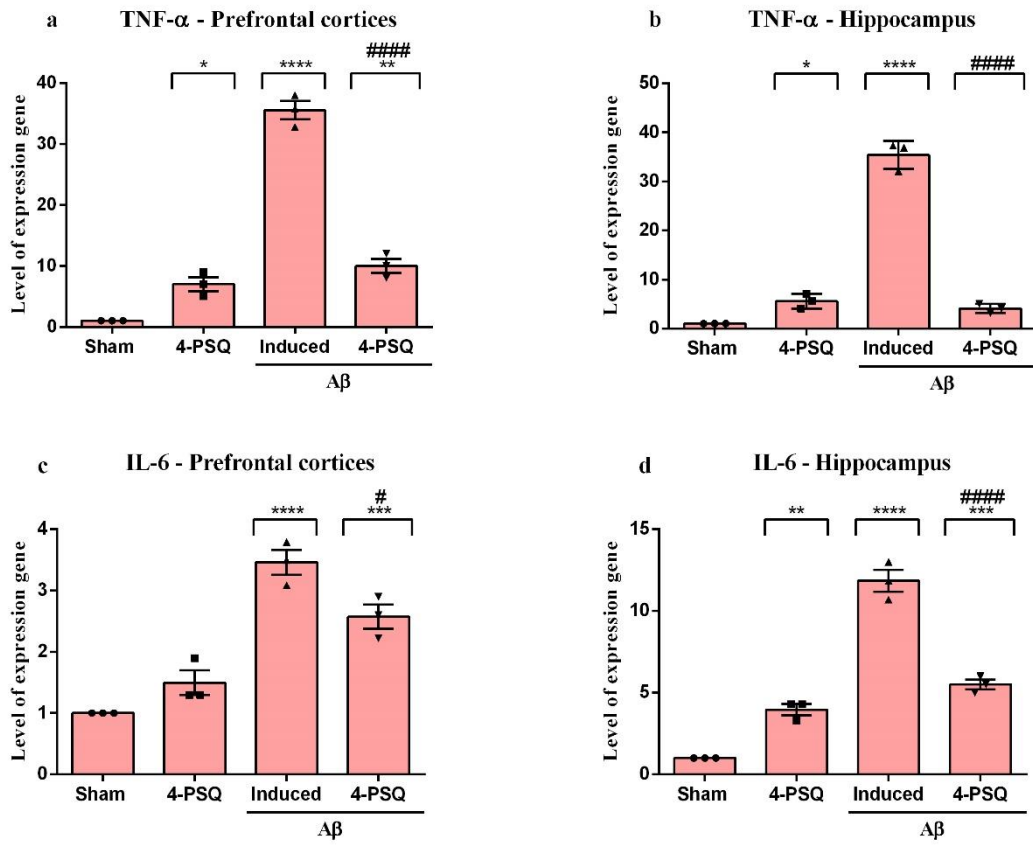 a
TNF-α - Prefrontal cortices
Level of expression gene
40
30
20
10
0
*
****
####
**
Sham
4-PSQ
Induced
4-PSQ
Aβ
b
TNF-α - Hippocampus
Level of expression gene
50
40
30
20
10
0
*
****
####
Sham
4-PSQ
Induced
4-PSQ
Aβ
c
IL-6 - Prefrontal cortices
Level of expression gene
4
3
2
1
0
****
#
***
Sham
4-PSQ
Induced
4-PSQ
Aβ
d
IL-6 - Hippocampus
Level of expression gene
15
10
5
0
**
****
####
***
Sham
4-PSQ
Induced
4-PSQ
Aβ